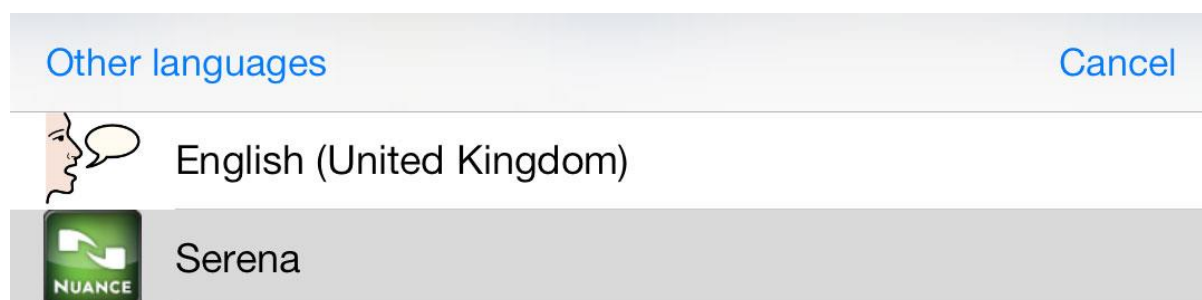 Other languages Cancel
English (United Kingdom)
Serena
NUANCE